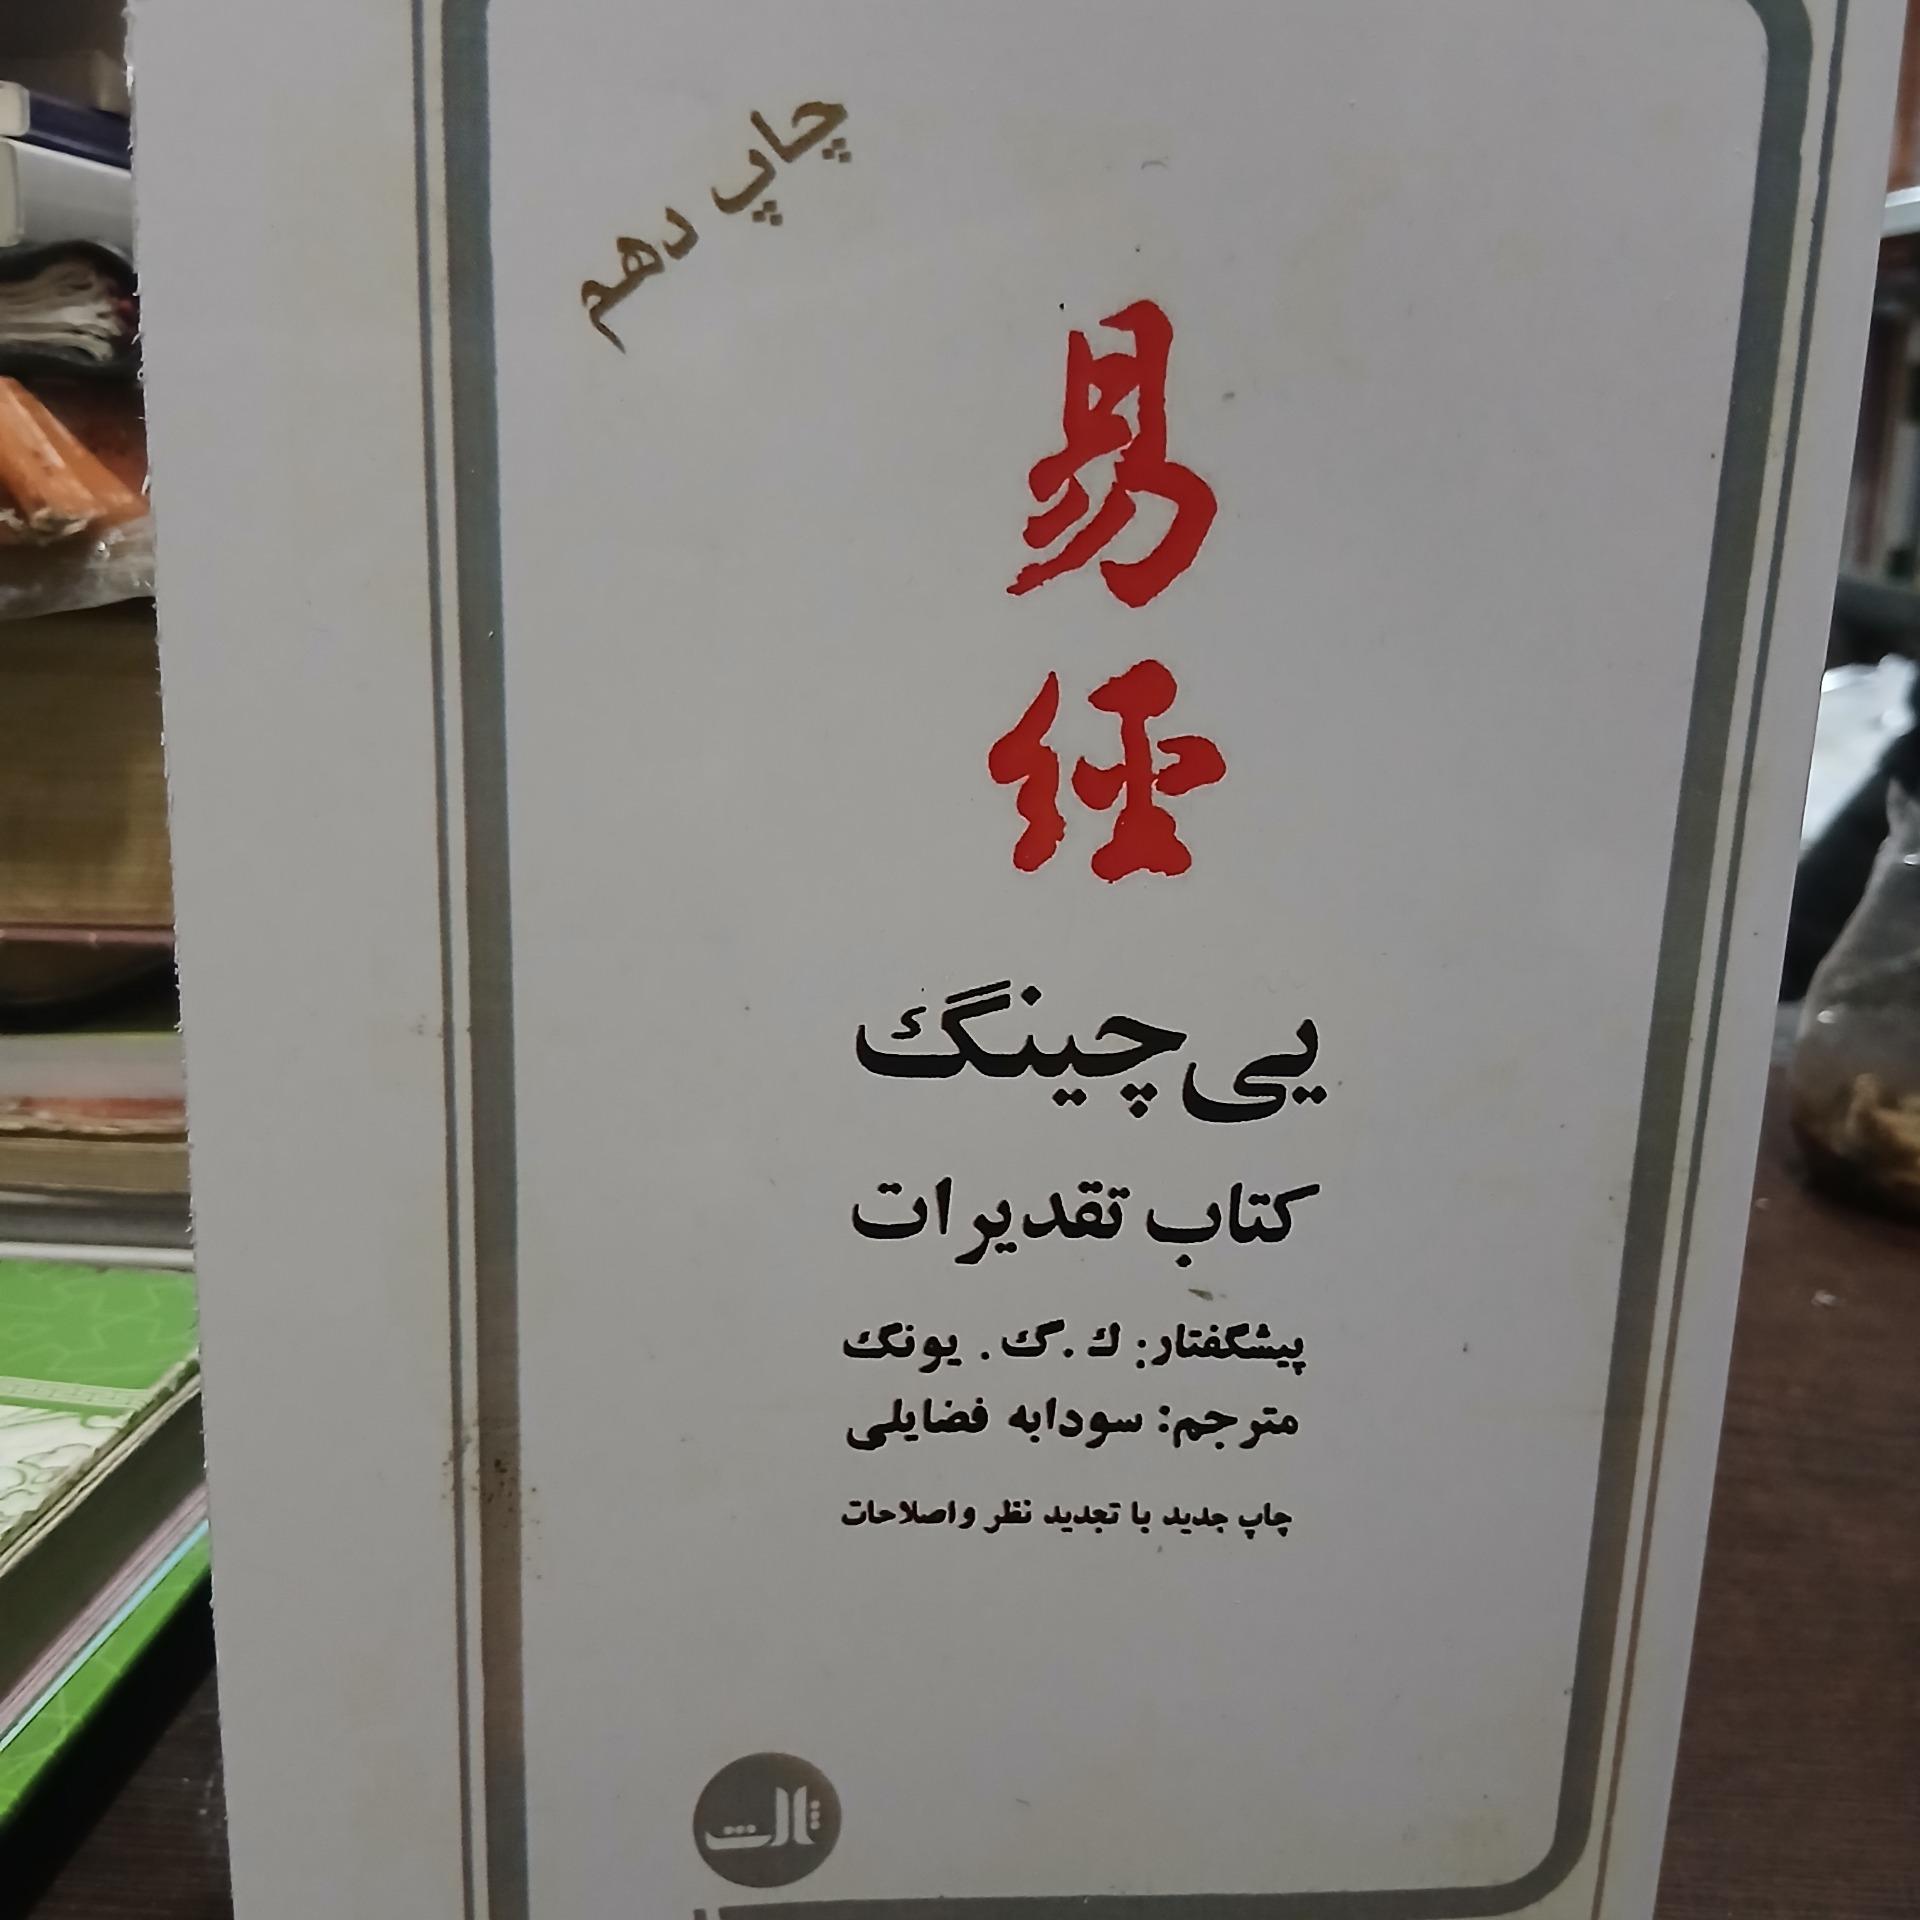 چاپ دهم
易
經
یی چینگ
کتاب تقدیرات
پیشگفتار: ك. گ. یونگ
مترجم: سودابه فضایلی
چاپ جدید با تجدید نظر و اصلاحات
ثالث